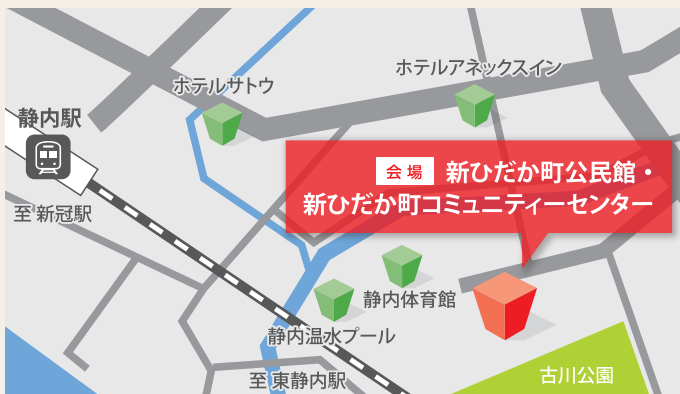 ホテルサトウ
ホテルアネックスイン
静内駅
会場 新ひだか町公民館・
新ひだか町コミュニティーセンター
至 新冠駅
静内体育館
静内温水プール
至 東静内駅
古川公園